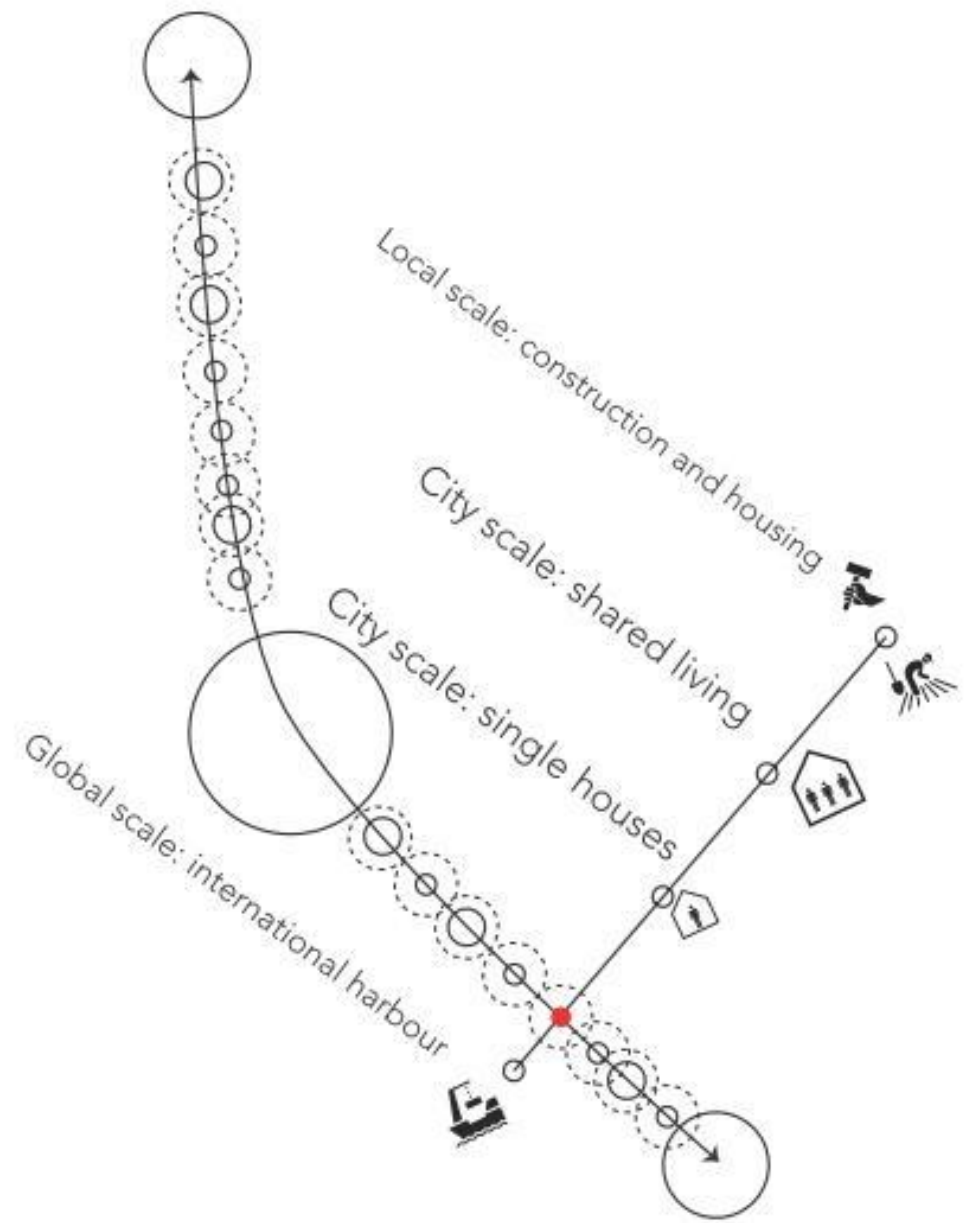 Local scale: construction and housing
City scale: shared living
City scale: single houses
Global scale: international harbour